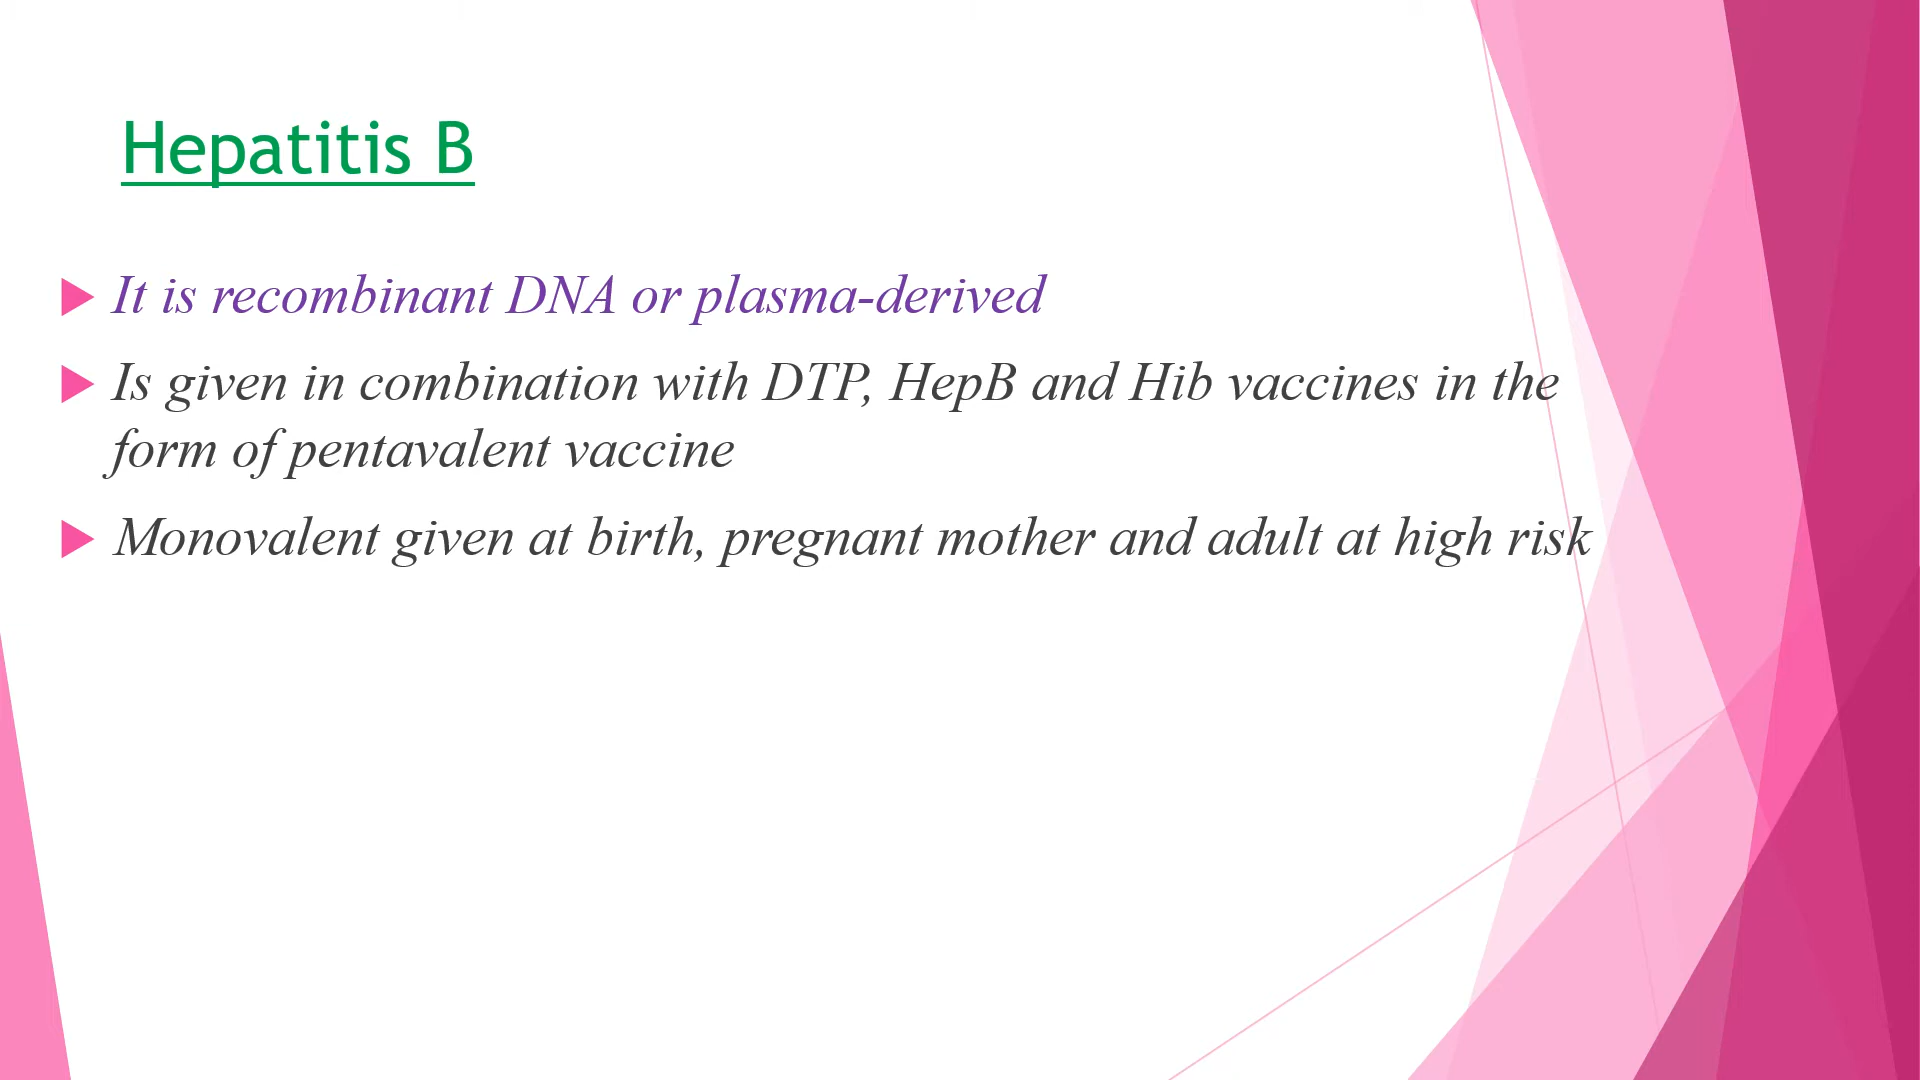 Hepatitis B
It is recombinant DNA or plasma-derived
Is given in combination with DTP, HepB and Hib vaccines in the
form of pentavalent vaccine
Monovalent given at birth, pregnant mother and adult at high risk